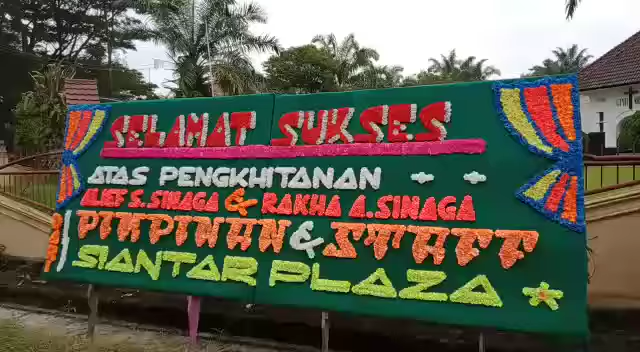 SELAMAT SUKSES
ATAS PENGKHITANAN
ALIEF S. SINAGA & RAKHA A. SINAGA
PIMPINAN & STAFF
SIANTAR PLAZA